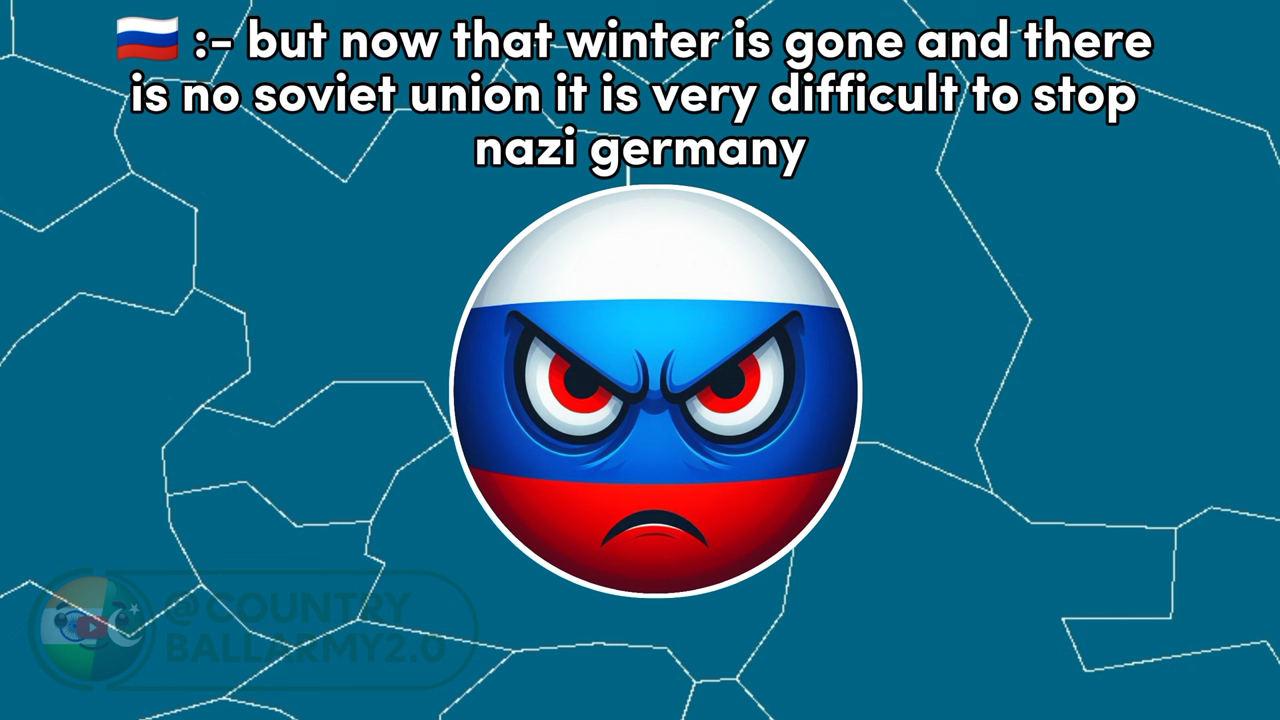 🇷🇺 :- but now that winter is gone and there
is no soviet union it is very difficult to stop
nazi germany
@COUNTRY
BALLARMY2.0